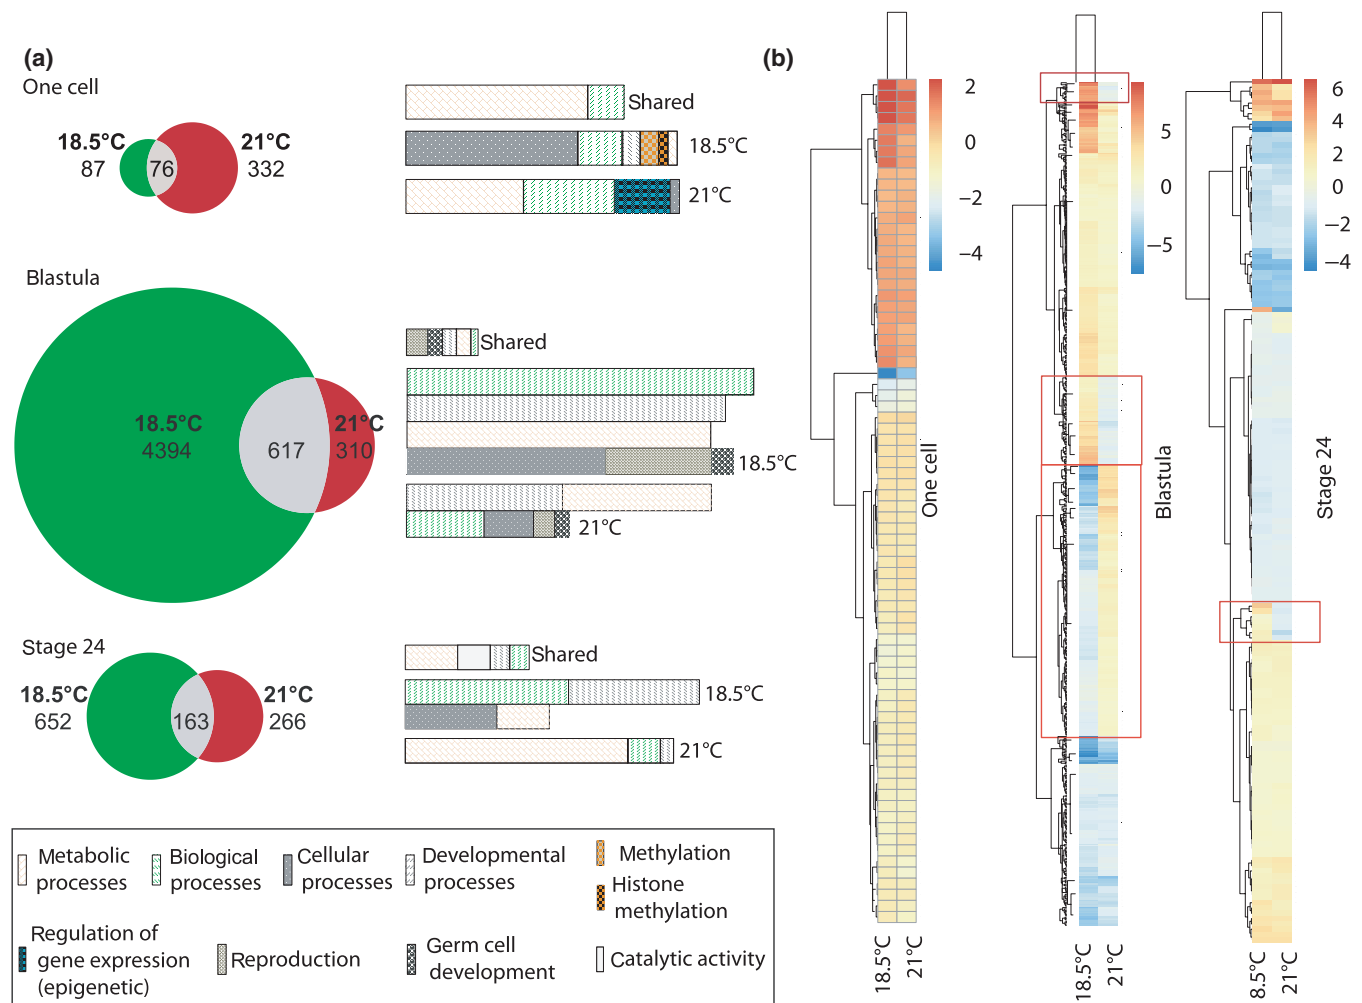 (a)
One cell
18.5°C
87
76
21°C
332
Shared
18.5°C
21°C
Blastula
18.5°C
4394
617
21°C
310
Shared
18.5°C
21°C
Stage 24
18.5°C
652
163
21°C
266
Shared
18.5°C
21°C
Metabolic
processes
Biological
processes
Cellular
processes
Developmental
processes
Methylation
Histone
methylation
Regulation of
gene expression
(epigenetic)
Reproduction
Germ cell
development
Catalytic activity
(b)
2
0
−2
−4
One cell
18.5°C
21°C
5
0
−5
Blastula
18.5°C
21°C
6
4
2
0
−2
−4
Stage 24
8.5°C
21°C